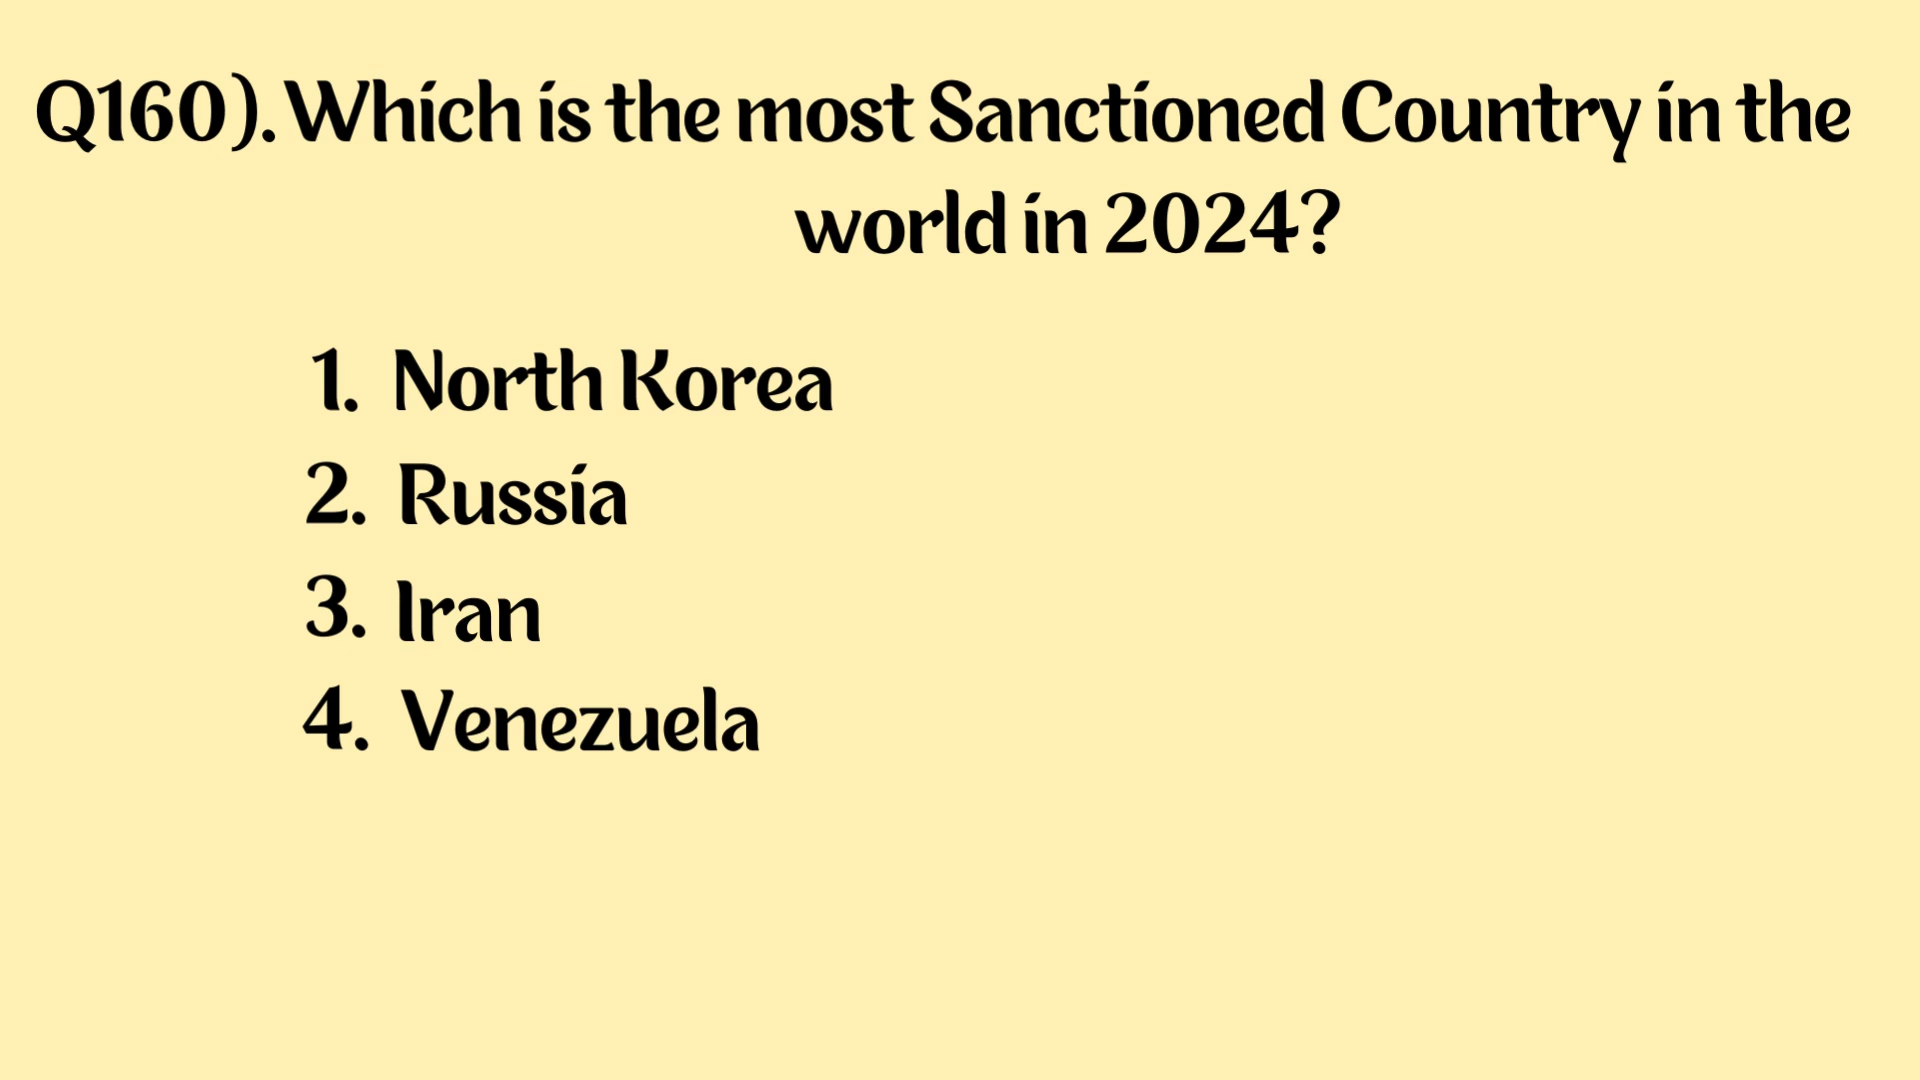 Q160). Which is the most Sanctioned Country in the
world in 2024?
1. North Korea
2. Russia
3. Iran
4. Venezuela